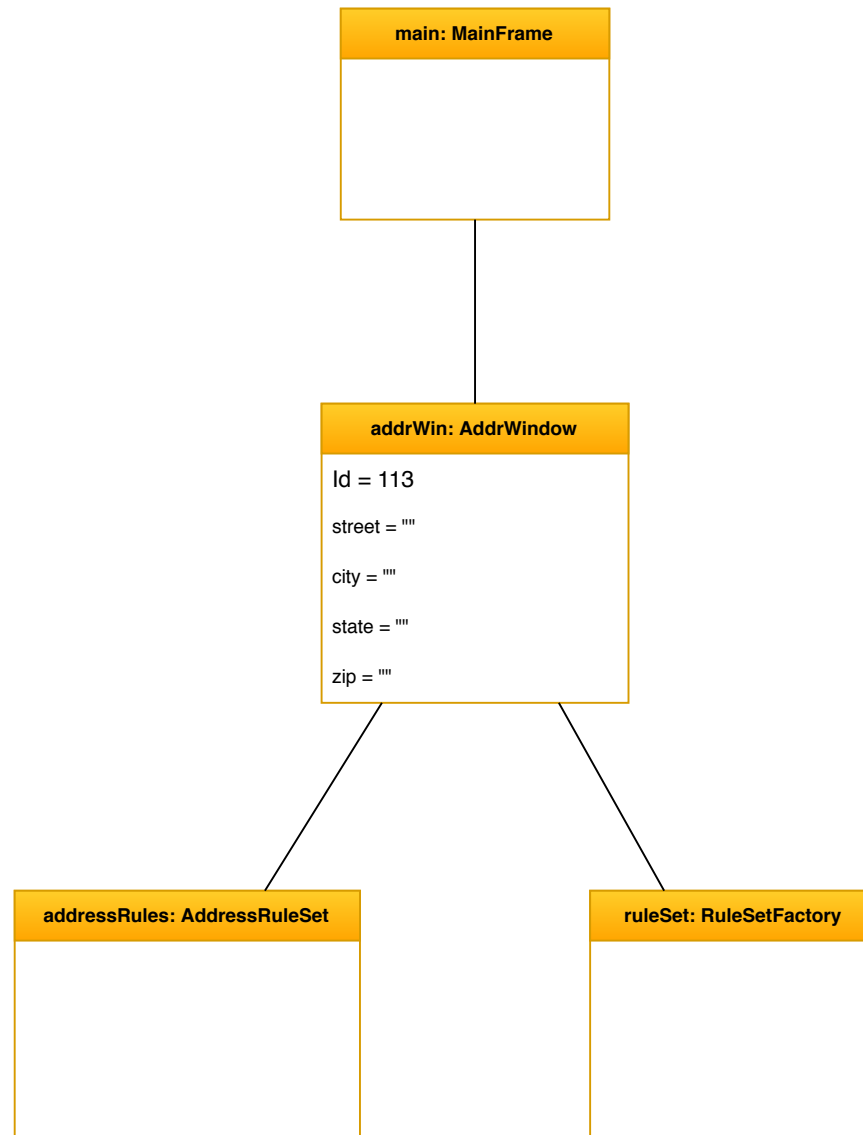 main: MainFrame
addrWin: AddrWindow
Id = 113
street = ""
city = ""
state = ""
zip = ""
addressRules: AddressRuleSet
ruleSet: RuleSetFactory